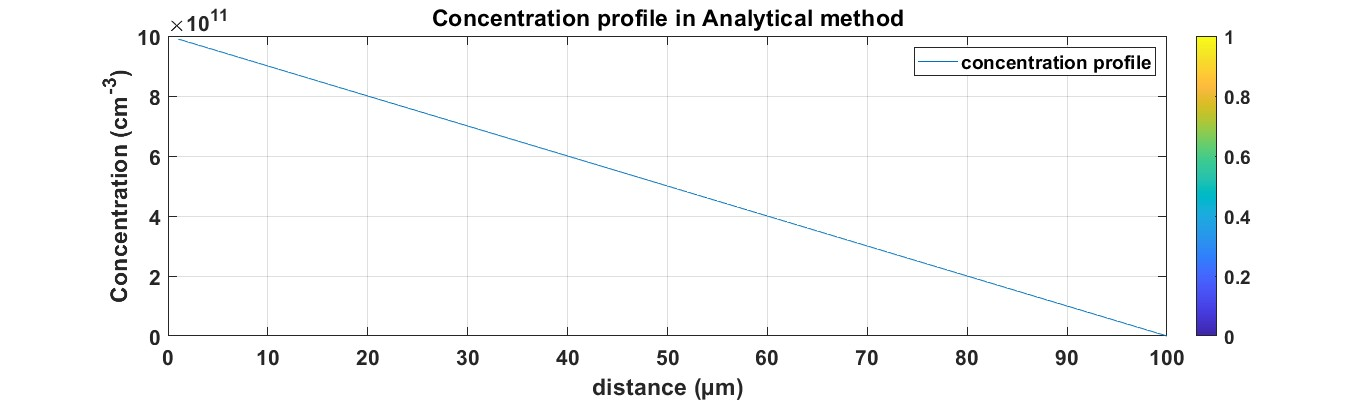 Concentration profile in Analytical method
×10^11
10
8
6
4
2
0
Concentration (cm^-3)
0 10 20 30 40 50 60 70 80 90 100
distance (μm)
concentration profile
1
0.8
0.6
0.4
0.2
0